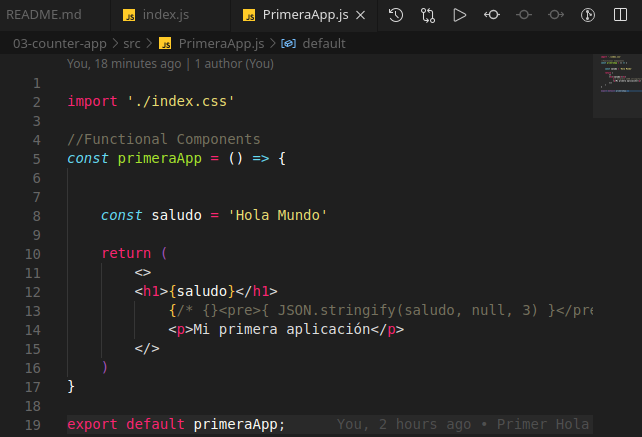 README.md JS index.js JS PrimeraApp.js
03-counter-app > src > JS PrimeraApp.js > default
You, 18 minutes ago | 1 author (You)
1
2 import './index.css'
3
4 //Functional Components
5 const primeraApp = () => {
6
7
8 const saludo = 'Hola Mundo'
9
10 return (
11 <>
12 <h1>{saludo}</h1>
13 {/* {}<pre>{ JSON.stringify(saludo, null, 3) }</pre
14 <p>Mi primera aplicación</p>
15 </>
16 )
17 }
18
19 export default primeraApp; You, 2 hours ago • Primer Hola